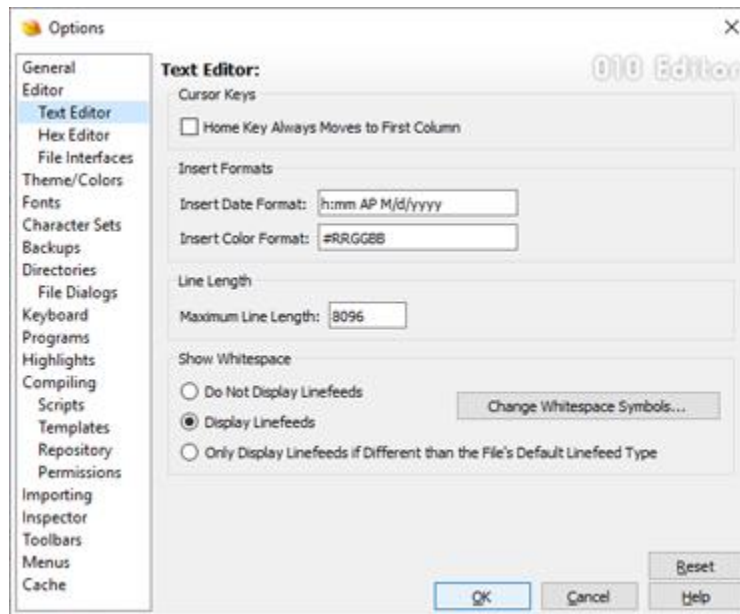 Options
General
Editor
Text Editor
Hex Editor
File Interfaces
Theme/Colors
Fonts
Character Sets
Backups
Directories
File Dialogs
Keyboard
Programs
Highlights
Compiling
Scripts
Templates
Repository
Permissions
Importing
Inspector
Toolbars
Menus
Cache
Text Editor:
010 Editor
Cursor Keys
Home Key Always Moves to First Column
Insert Formats
Insert Date Format: h:mm AP M/d/yyyy
Insert Color Format: #RRGGBB
Line Length
Maximum Line Length: 8096
Show Whitespace
Do Not Display Linefeeds
Change Whitespace Symbols...
Display Linefeeds
Only Display Linefeeds if Different than the File's Default Linefeed Type
Reset
OK Cancel Help